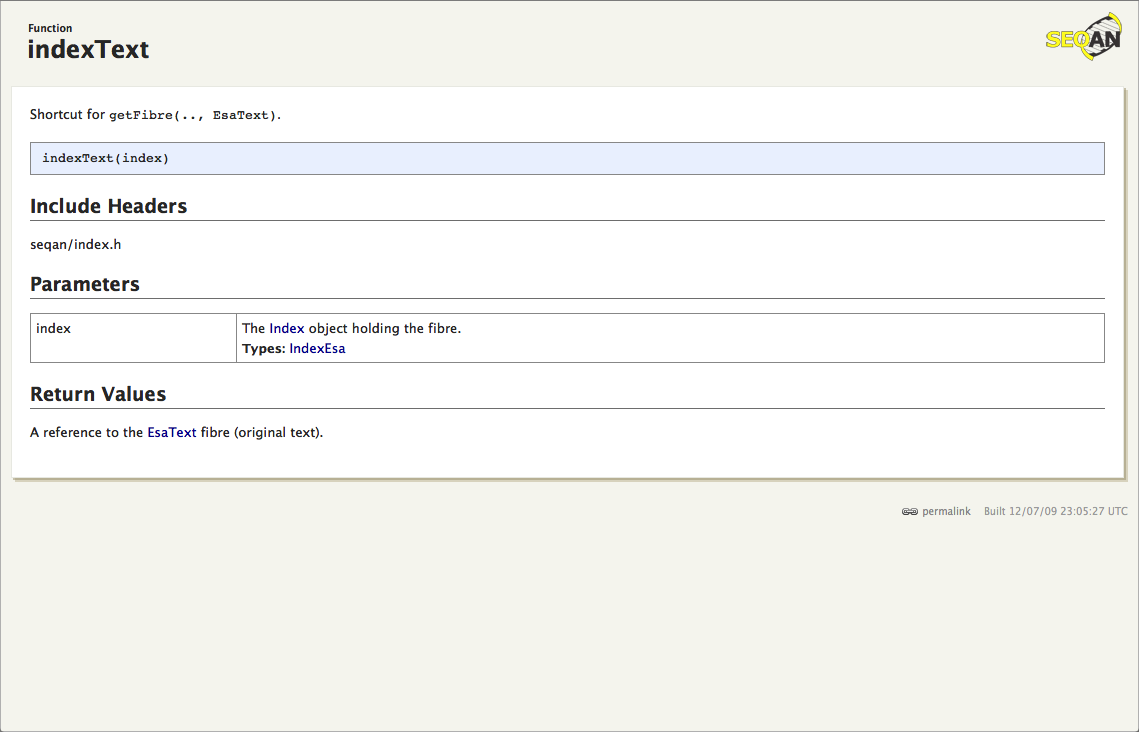 Function
indexText
SEQAN
Shortcut for getFibre(.., EsaText).
indexText(index)
Include Headers
seqan/index.h
Parameters
index
The Index object holding the fibre.
Types: IndexEsa
Return Values
A reference to the EsaText fibre (original text).
permalink Built 12/07/09 23:05:27 UTC